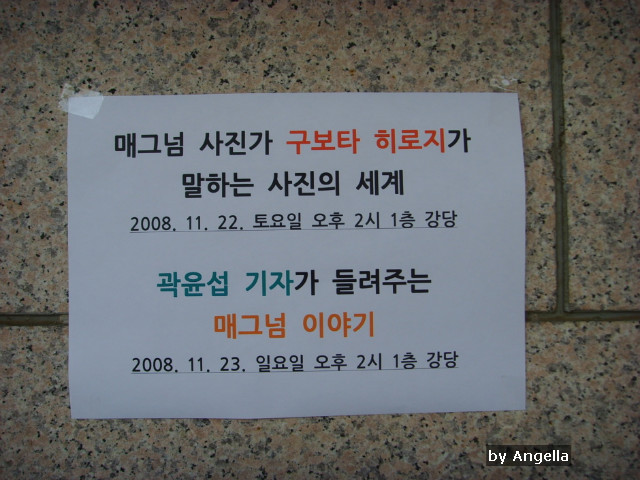 매그넘 사진가 구보타 히로지가
말하는 사진의 세계
2008. 11. 22. 토요일 오후 2시 1층 강당
곽윤섭 기자가 들려주는
매그넘 이야기
2008. 11. 23. 일요일 오후 2시 1층 강당
by Angella